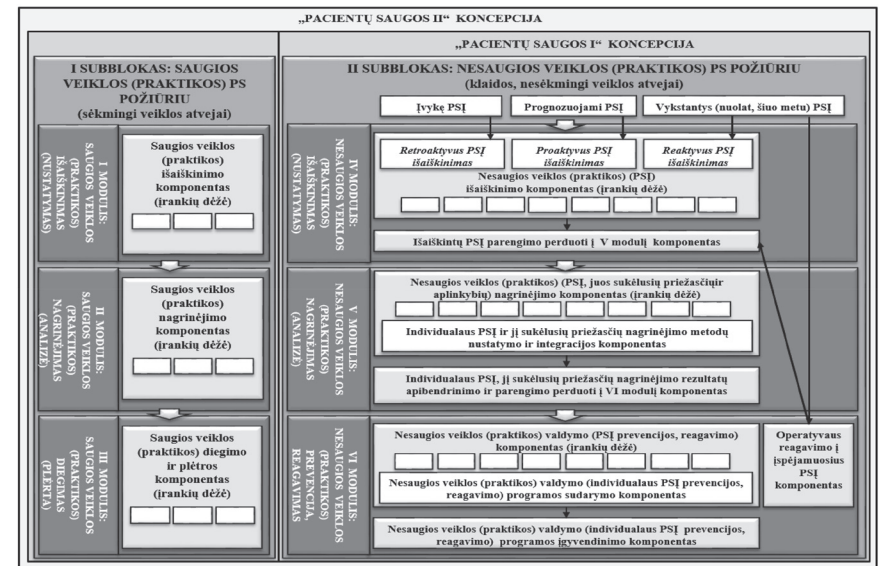 „PACIENTŲ SAUGOS II“ KONCEPCIJA
„PACIENTŲ SAUGOS I“ KONCEPCIJA
I SUBBLOKAS: SAUGIOS
VEIKLOS (PRAKTIKOS) PS
POŽIŪRIU
(sėkmingi veiklos atvejai)
I MODULIS:
SAUGIOS VEIKLOS
(PRAKTIKOS)
IŠAIŠKINIMAS
(NUSTATYMAS)
Saugios veiklos
(praktikos)
išaiškinimo
komponentas
(įrankių dėžė)
II MODULIS:
SAUGIOS VEIKLOS
(PRAKTIKOS)
NAGRINĖJIMAS
(ANALIZĖ)
Saugios veiklos
(praktikos)
nagrinėjimo
komponentas
(įrankių dėžė)
III MODULIS:
SAUGIOS VEIKLOS
(PRAKTIKOS)
DIEGIMAS
(PLĖRTA)
Saugios veiklos
(praktikos) diegimo
ir plėtros
komponentas
(įrankių dėžė)
II SUBBLOKAS: NESAUGIOS VEIKLOS (PRAKTIKOS) PS POŽIŪRIU
(klaidos, nesėkmingi veiklos atvejai)
Įvykę PSĮ
Prognozuojami PSĮ
Vykstantys (nuolat, šiuo metu) PSĮ
IV MODULIS:
NESAUGIOS VEIKLOS
(PRAKTIKOS)
IŠAIŠKINIMAS
(NUSTATYMAS)
Retroaktyvus PSĮ
išaiškinimas
Proaktyvus PSĮ
išaiškinimas
Reaktyvus PSĮ
išaiškinimas
Nesaugios veiklos (praktikos) (PSĮ)
išaiškinimo komponentas (įrankių dėžė)
Išaiškintų PSĮ parengimo perduoti į V modulį komponentas
V MODULIS:
NESAUGIOS VEIKLOS
(PRAKTIKOS)
NAGRINĖJIMAS
(ANALIZĖ)
Nesaugios veiklos (praktikos) (PSĮ, juos sukėlusių priežasčiųir
aplinkybių) nagrinėjimo komponentas (įrankių dėžė)
Individualaus PSĮ ir jį sukėlusių priežasčių nagrinėjimo metodų
nustatymo ir integracijos komponentas
Individualaus PSĮ, jį sukėlusių priežasčių nagrinėjimo rezultatų
apibendrinimo ir parengimo perduoti į VI modulį komponentas
VI MODULIS:
NESAUGIOS VEIKLOS
(PRAKTIKOS)
PREVENCIJA,
REAGAVIMAS
Nesaugios veiklos (praktikos) valdymo (PSĮ prevencijos, reagavimo)
komponentas (įrankių dėžė)
Nesaugios veiklos (praktikos) valdymo (individualaus PSĮ prevencijos,
reagavimo) programos sudarymo komponentas
Nesaugios veiklos (praktikos) valdymo (individualaus PSĮ prevencijos,
reagavimo) programos įgyvendinimo komponentas
Operatyvaus
reagavimo į
įspėjamuosius
PSĮ
komponentas